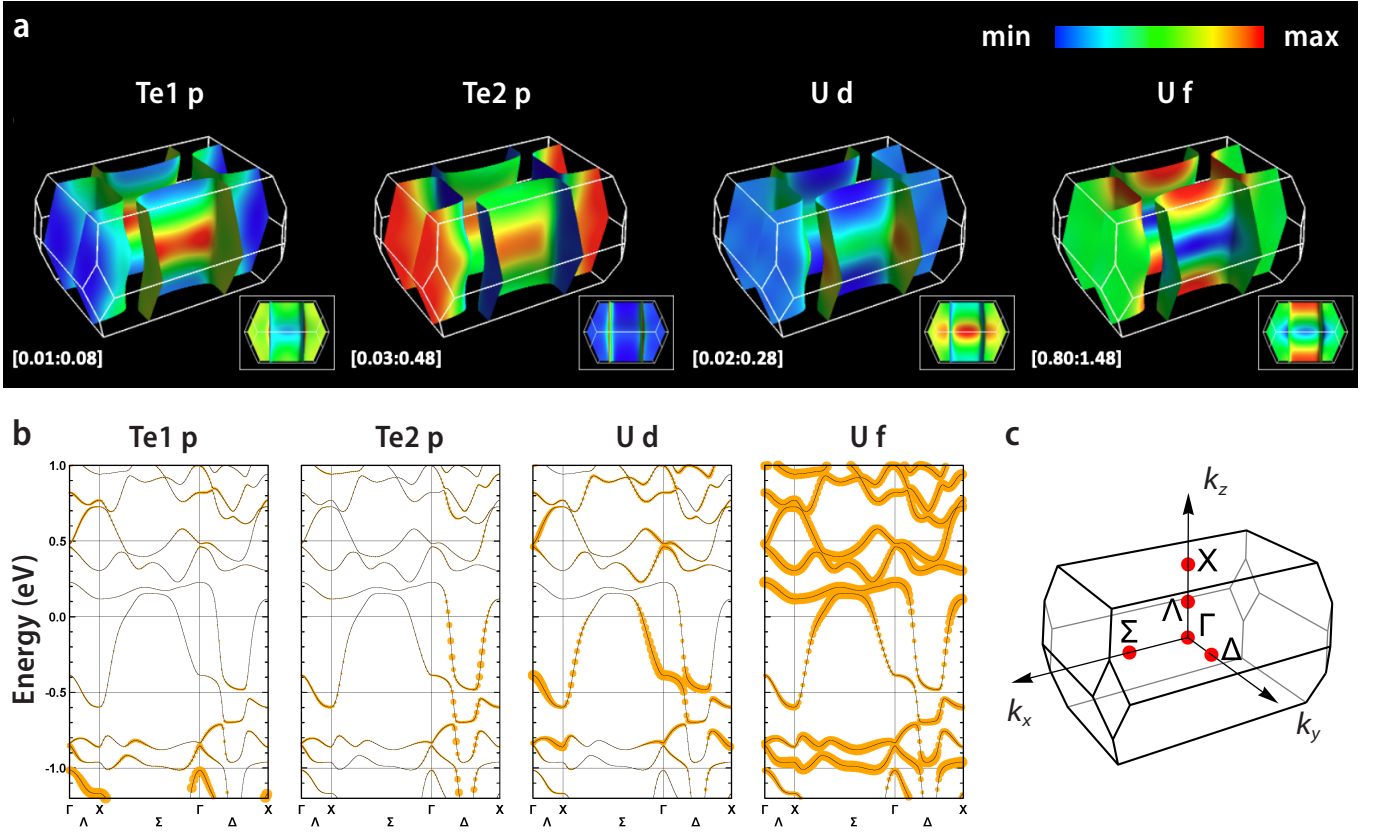 a
min max
Te1 p Te2 p U d U f
[0.01:0.08] [0.03:0.48] [0.02:0.28] [0.80:1.48]
b c
Te1 p Te2 p U d U f
Energy (eV)
1.0
0.5
0.0
-0.5
-1.0
Γ X Γ X Γ X Γ X Γ X Γ X Γ X Γ X
Λ Σ Δ Λ Σ Δ Λ Σ Δ Λ Σ Δ
kz
X
Λ
Γ
Σ
Δ
kx
ky